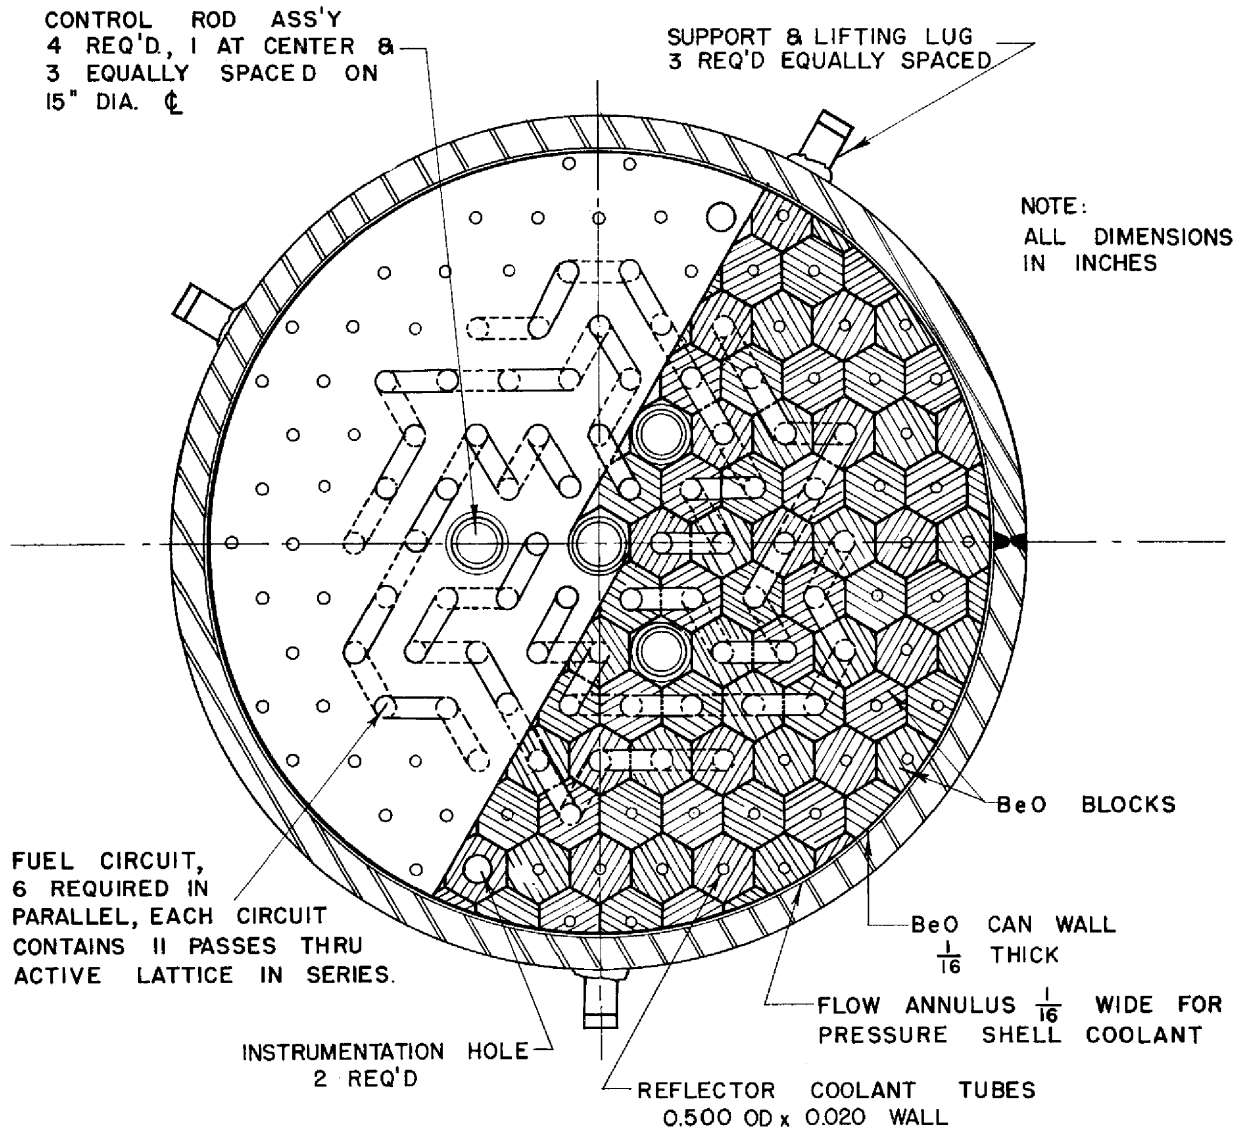 CONTROL ROD ASS'Y
4 REQ'D., 1 AT CENTER &
3 EQUALLY SPACED ON
15" DIA. ℄
SUPPORT & LIFTING LUG
3 REQ'D EQUALLY SPACED
NOTE:
ALL DIMENSIONS
IN INCHES
BeO BLOCKS
FUEL CIRCUIT,
6 REQUIRED IN
PARALLEL, EACH CIRCUIT
CONTAINS 11 PASSES THRU
ACTIVE LATTICE IN SERIES.
BeO CAN WALL
1/16 THICK
FLOW ANNULUS 1/16 WIDE FOR
PRESSURE SHELL COOLANT
INSTRUMENTATION HOLE
2 REQ'D
REFLECTOR COOLANT TUBES
0.500 OD x 0.020 WALL